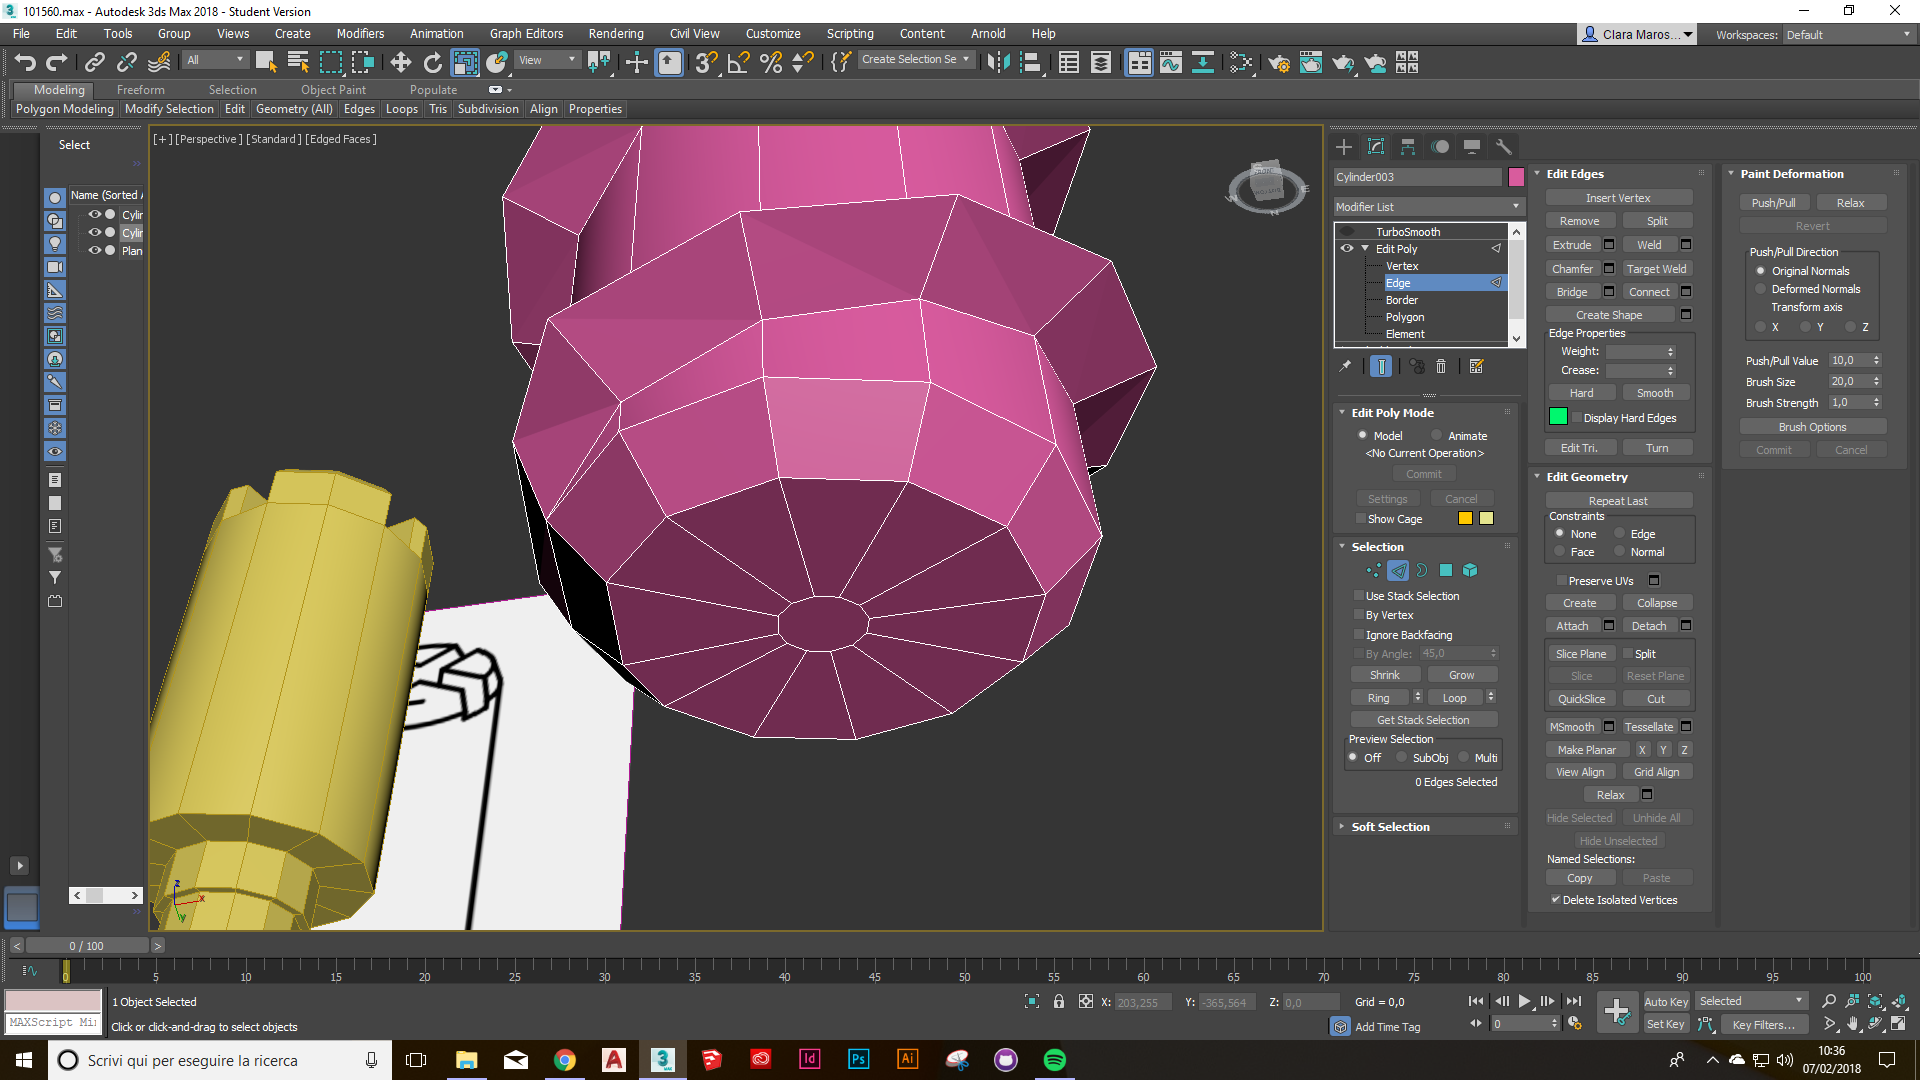 101560.max - Autodesk 3ds Max 2018 - Student Version
File Edit Tools Group Views Create Modifiers Animation Graph Editors Rendering Civil View Customize Scripting Content Arnold Help
Clara Maros...
Workspaces: Default
All
View
Create Selection Se
Modeling Freeform Selection Object Paint Populate
Polygon Modeling Modify Selection Edit Geometry (All) Edges Loops Tris Subdivision Align Properties
Select
Name (Sorted A
Cylin
Cylin
Plan
[+] [Perspective] [Standard] [Edged Faces]
Cylinder003
Modifier List
TurboSmooth
Edit Poly
Vertex
Edge
Border
Polygon
Element
Edit Poly Mode
Model Animate
<No Current Operation>
Commit
Settings Cancel
Show Cage
Selection
Use Stack Selection
By Vertex
Ignore Backfacing
By Angle: 45,0
Shrink Grow
Ring Loop
Get Stack Selection
Preview Selection
Off SubObj Multi
0 Edges Selected
Soft Selection
Edit Edges
Insert Vertex
Remove Split
Extrude Weld
Chamfer Target Weld
Bridge Connect
Create Shape
Edge Properties
Weight:
Crease:
Hard Smooth
Display Hard Edges
Edit Tri. Turn
Edit Geometry
Repeat Last
Constraints
None Edge
Face Normal
Preserve UVs
Create Collapse
Attach Detach
Slice Plane Split
Slice Reset Plane
QuickSlice Cut
MSmooth Tessellate
Make Planar X Y Z
View Align Grid Align
Relax
Hide Selected Unhide All
Hide Unselected
Named Selections:
Copy Paste
Delete Isolated Vertices
Paint Deformation
Push/Pull Relax
Revert
Push/Pull Direction
Original Normals
Deformed Normals
Transform axis
X Y Z
Push/Pull Value 10,0
Brush Size 20,0
Brush Strength 1,0
Brush Options
Commit Cancel
z
x
y
< 0 / 100 >
0 5 10 15 20 25 30 35 40 45 50 55 60 65 70 75 80 85 90 95 100
1 Object Selected
MAXScript Mi
Click or click-and-drag to select objects
X: 203,255 Y: -365,564 Z: 0,0 Grid = 0,0
Add Time Tag
0
Auto Key Selected
Set Key Key Filters...
Scrivi qui per eseguire la ricerca
10:36
07/02/2018